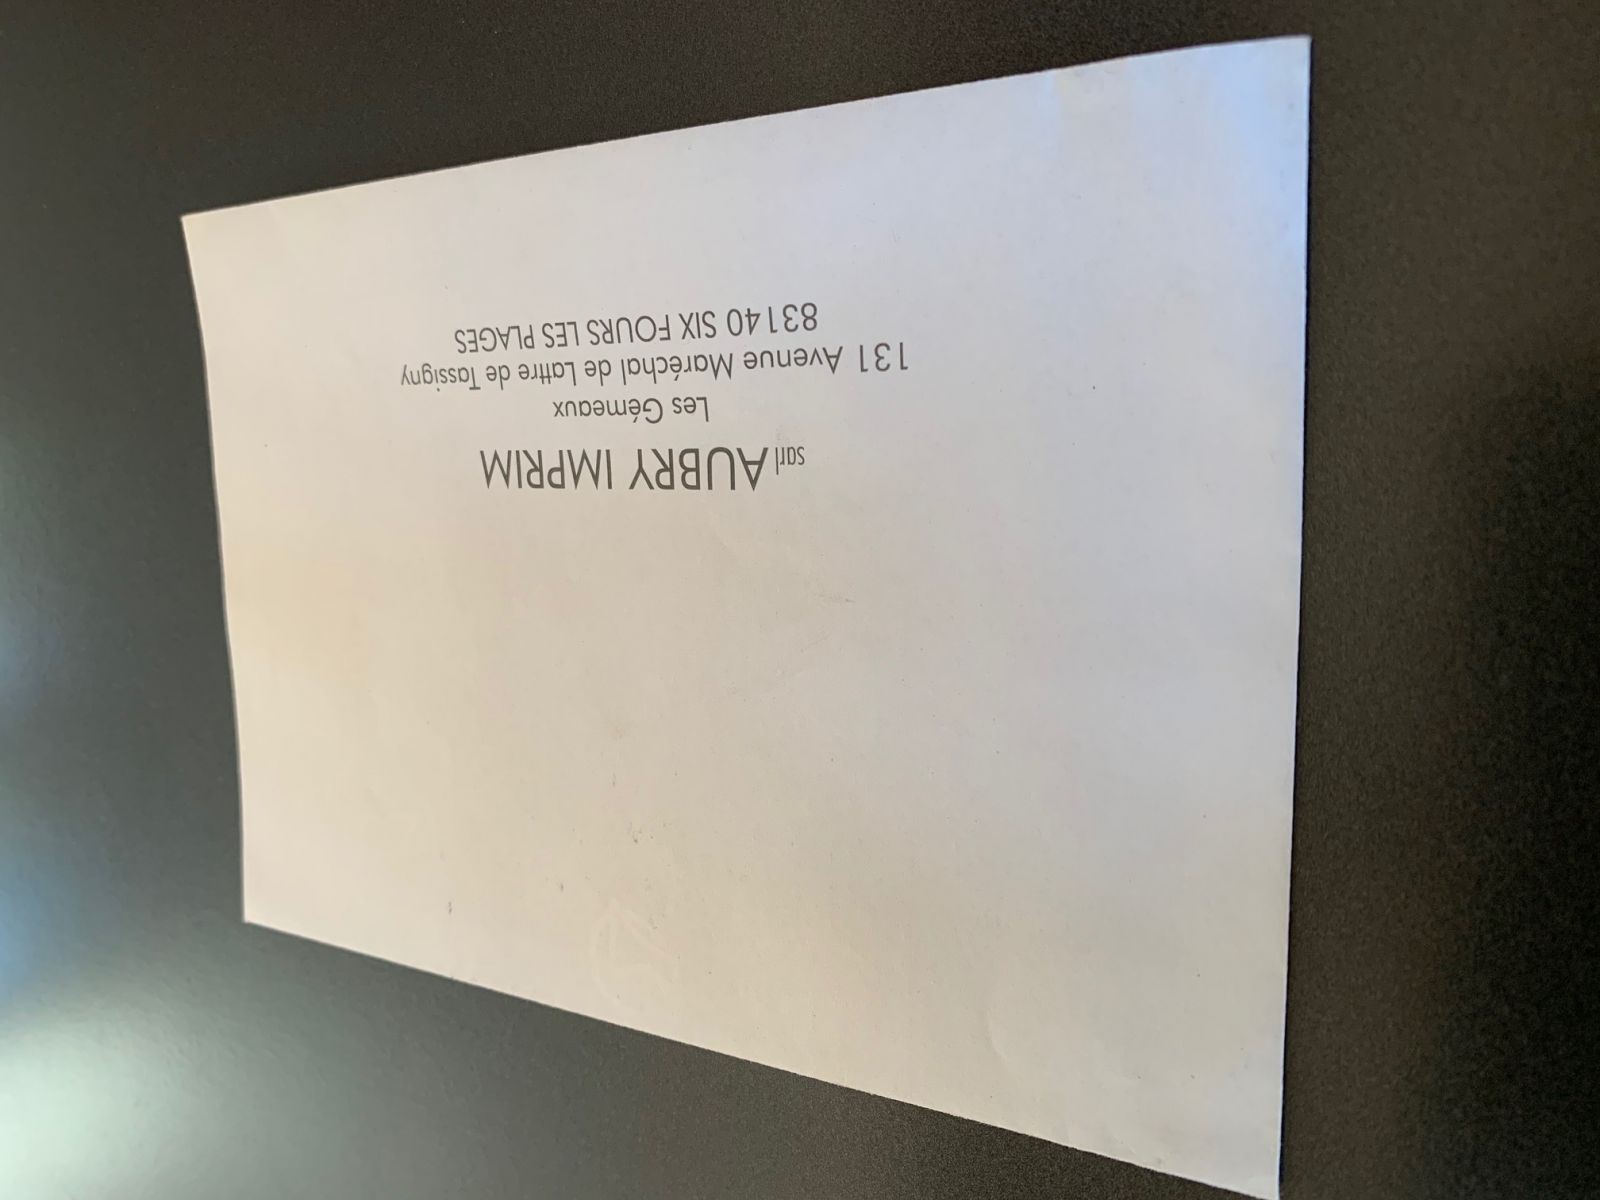 sarl AUBRY IMPRIM
Les Gémeaux
131 Avenue Maréchal de Lattre de Tassigny
83140 SIX FOURS LES PLAGES